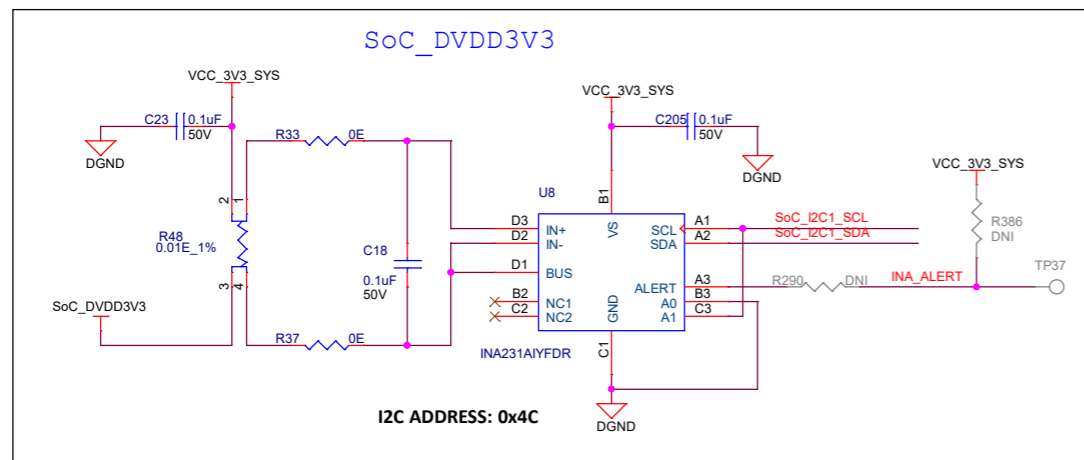 SoC_DVDD3V3
VCC_3V3_SYS
C23
0.1uF
50V
DGND
R33
0E
2
1
R48
0.01E_1%
3
4
SoC_DVDD3V3
R37
0E
C18
0.1uF
50V
VCC_3V3_SYS
C205
0.1uF
50V
DGND
U8
B1
VS
D3
IN+
D2
IN-
D1
BUS
B2
NC1
C2
NC2
GND
C1
INA231AIYFDR
SCL
A1
SoC_I2C1_SCL
SDA
A2
SoC_I2C1_SDA
ALERT
A3
A0
B3
A1
C3
R290
DNI
INA_ALERT
VCC_3V3_SYS
R386
DNI
TP37
DGND
I2C ADDRESS: 0x4C